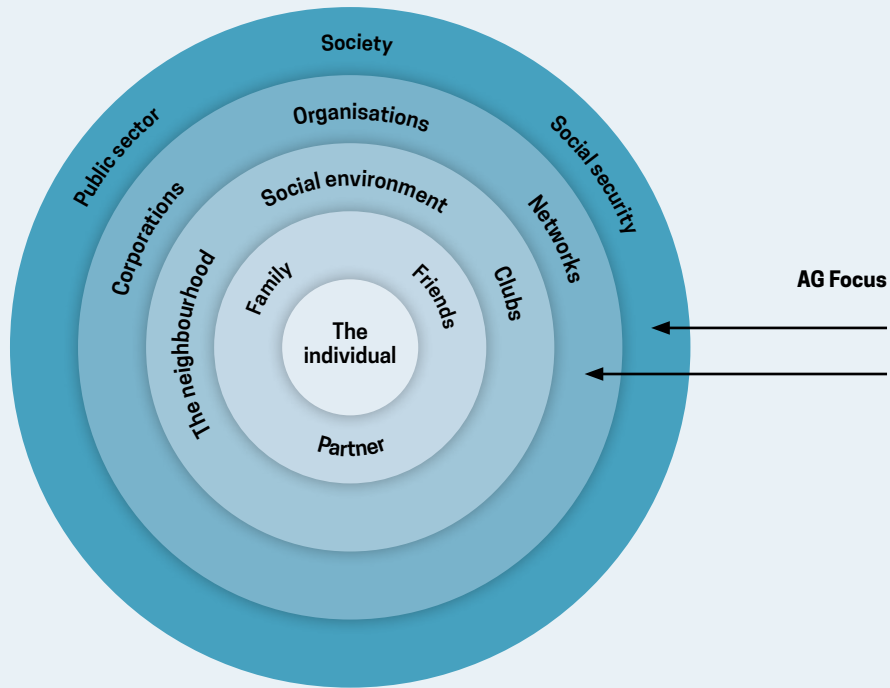 Society
Public sector
Social security
Organisations
Corporations
Networks
Social environment
The neighbourhood
Clubs
Family
Friends
Partner
The
individual
AG Focus